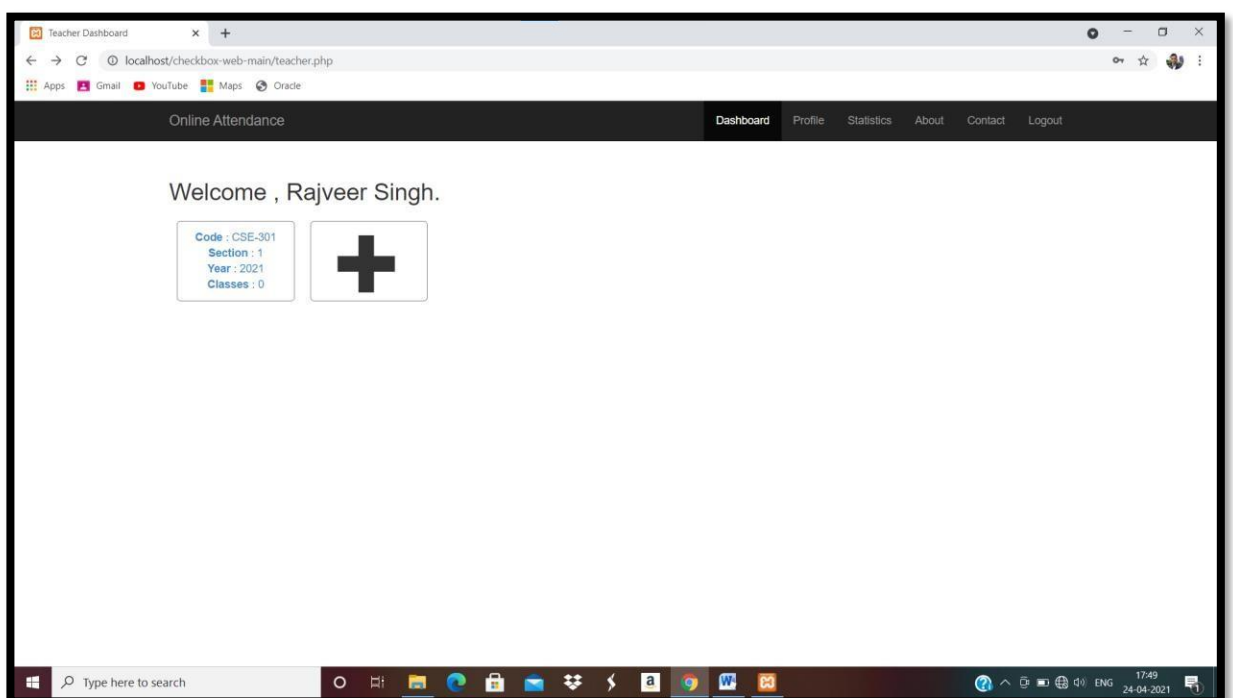 Teacher Dashboard
localhost/checkbox-web-main/teacher.php
Apps Gmail YouTube Maps Oracle
Online Attendance Dashboard Profile Statistics About Contact Logout
Welcome , Rajveer Singh.
Code : CSE-301
Section : 1
Year : 2021
Classes : 0
Type here to search
a W ENG 17:49
24-04-2021
1